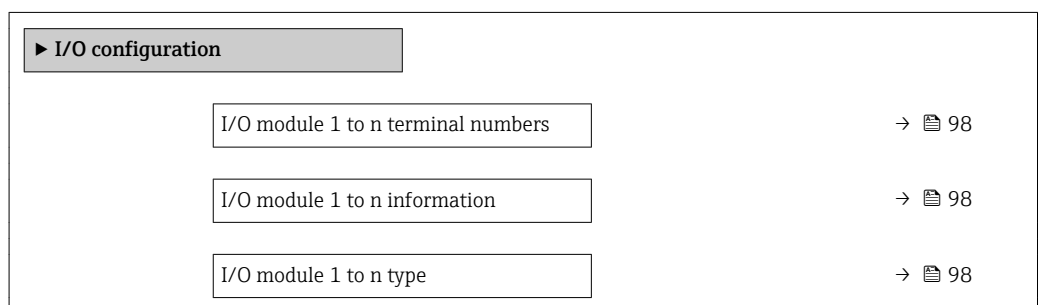 ▶ I/O configuration
I/O module 1 to n terminal numbers → 98
I/O module 1 to n information → 98
I/O module 1 to n type → 98